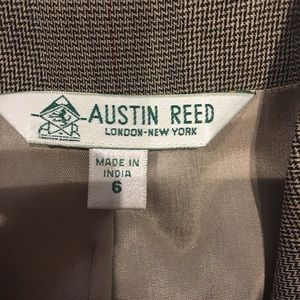 AUSTIN REED
LONDON-NEW YORK
MADE IN
INDIA
6